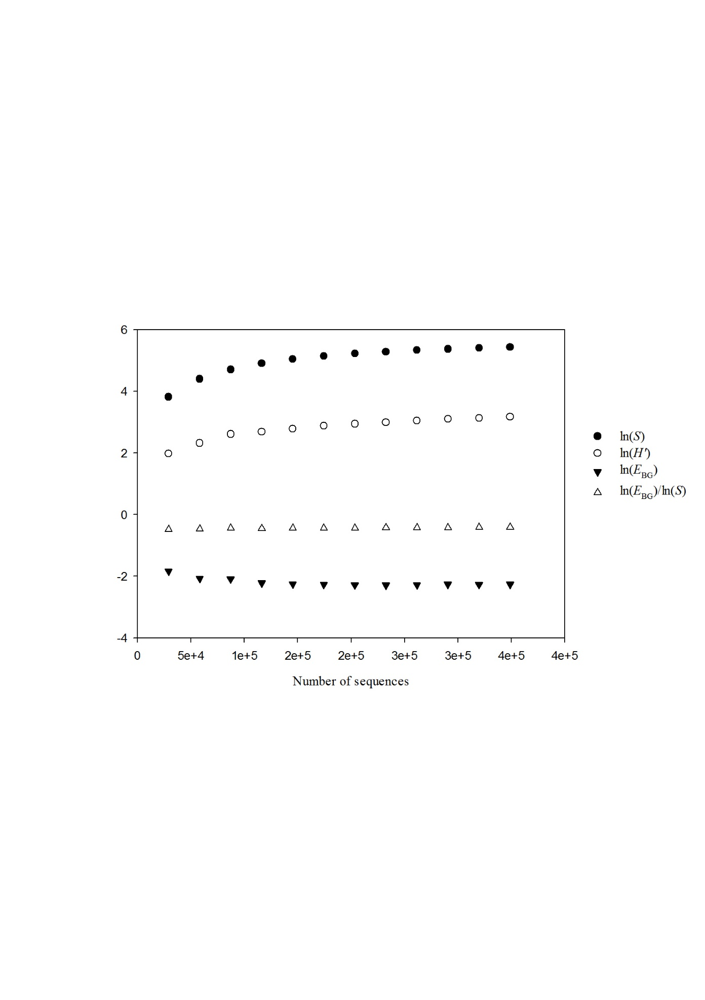 6
4
2
0
-2
-4
0 5e+4 1e+5 2e+5 2e+5 3e+5 3e+5 4e+5 4e+5
Number of sequences
ln(S)
ln(H')
ln(EBG)
ln(EBG)/ln(S)